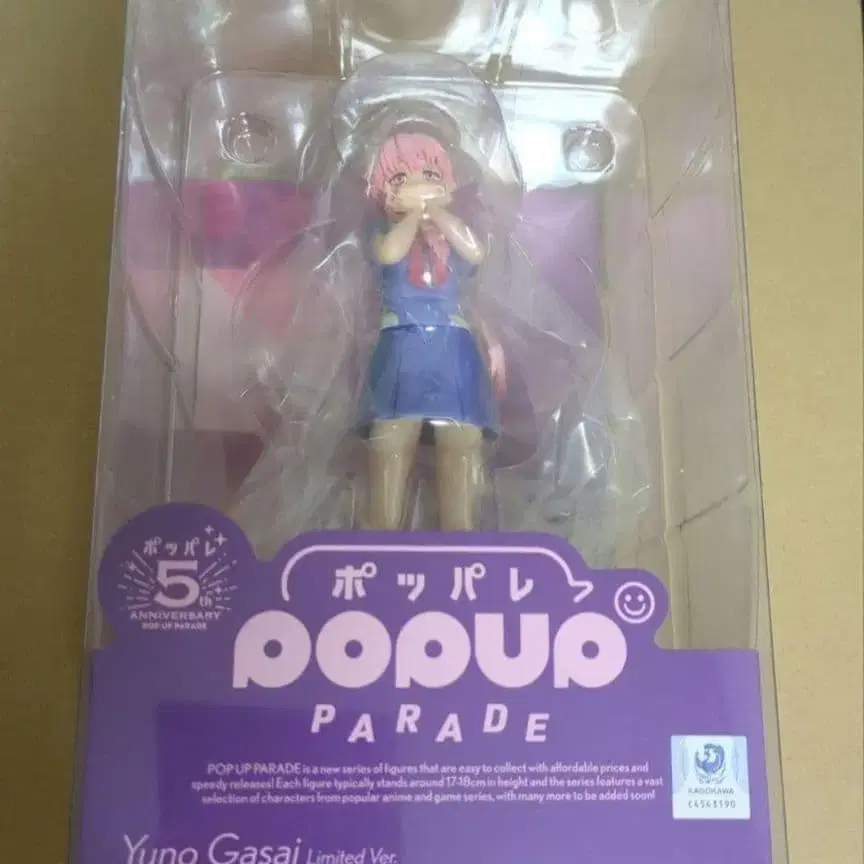 ポッパレ
5th
ANNIVERSARY
POP UP PARADE
ポッパレ
POPUP
PARADE
POP UP PARADE is a new series of figures that are easy to collect with affordable prices and
speedy releases! Each figure typically stands around 17-18cm in height and the series features a vast
selection of characters from popular anime and game series, with many more to be added soon!
KADOKAWA
Yuno Gasai Limited Ver.